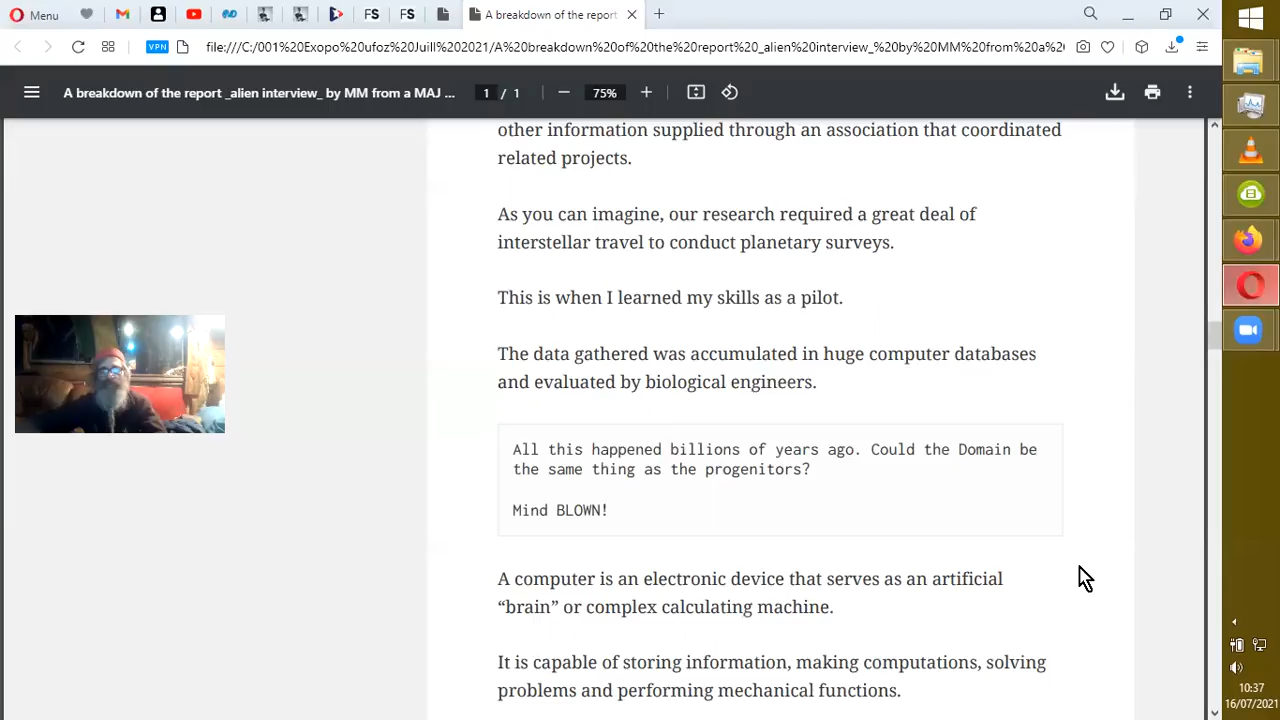 Menu
FS
FS
A breakdown of the report
VPN
file:///C:/001%20Exopo%20ufoz%20Juill%202021/A%20breakdown%20of%20the%20report%20_alien%20interview_%20by%20MM%20from%20a%20
A breakdown of the report _alien interview_ by MM from a MAJ ...
1 / 1
75%
other information supplied through an association that coordinated
related projects.
As you can imagine, our research required a great deal of
interstellar travel to conduct planetary surveys.
This is when I learned my skills as a pilot.
The data gathered was accumulated in huge computer databases
and evaluated by biological engineers.
All this happened billions of years ago. Could the Domain be
the same thing as the progenitors?
Mind BLOWN!
A computer is an electronic device that serves as an artificial
“brain” or complex calculating machine.
It is capable of storing information, making computations, solving
problems and performing mechanical functions.
10:37
16/07/2021